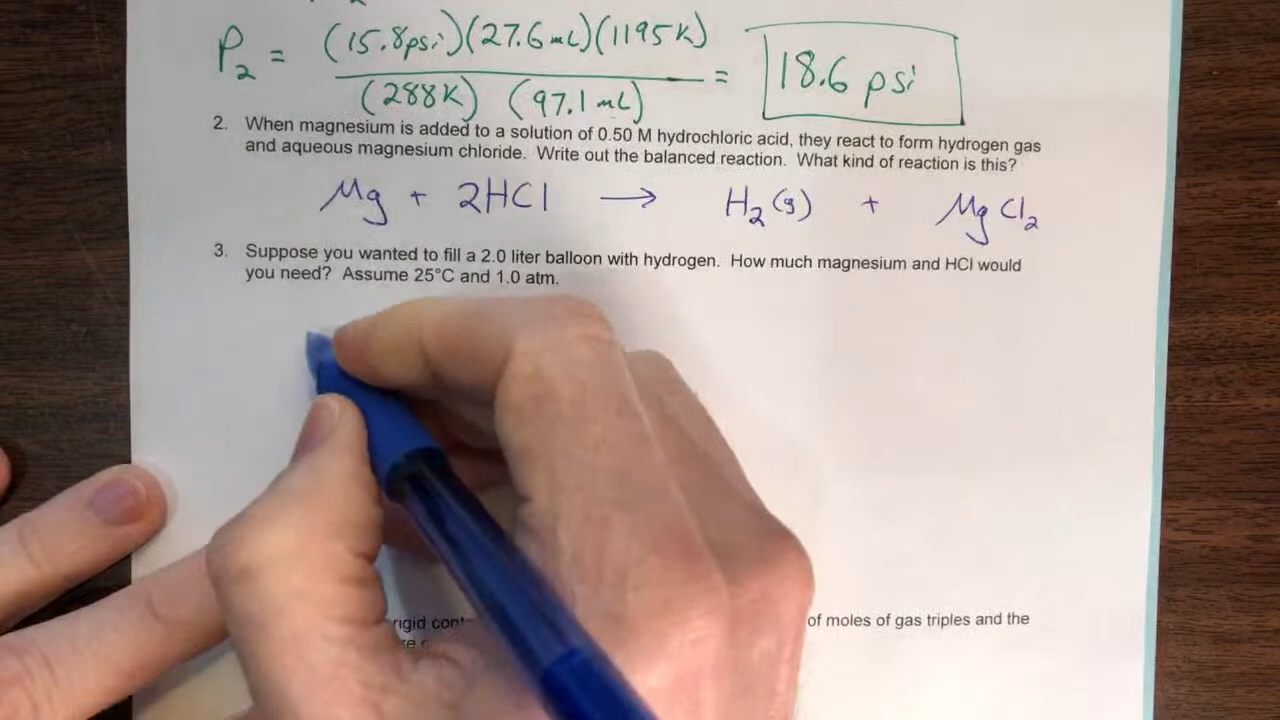 (15.8psi)(27.6mL)(1195K)
P2 = = 18.6 psi
(288K) (97.1mL)
2. When magnesium is added to a solution of 0.50 M hydrochloric acid, they react to form hydrogen gas
and aqueous magnesium chloride. Write out the balanced reaction. What kind of reaction is this?
Mg + 2HCl → H2(g) + MgCl2
3. Suppose you wanted to fill a 2.0 liter balloon with hydrogen. How much magnesium and HCl would
you need? Assume 25°C and 1.0 atm.
of moles of gas triples and the